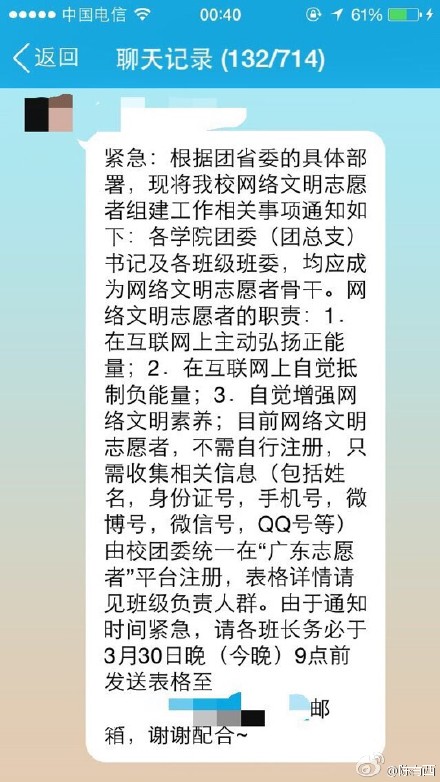 中国电信 00:40 61%
返回 聊天记录 (132/714)
紧急：根据团省委的具体部
署，现将我校网络文明志愿
者组建工作相关事项通知如
下：各学院团委（团总支）
书记及各班级班委，均应成
为网络文明志愿者骨干。网
络文明志愿者的职责：1．
在互联网上主动弘扬正能
量；2．在互联网上自觉抵
制负能量；3．自觉增强网
络文明素养；目前网络文明
志愿者，不需自行注册，只
需收集相关信息（包括姓
名，身份证号，手机号，微
博号，微信号，QQ号等）
由校团委统一在“广东志愿
者”平台注册，表格详情请
见班级负责人群。由于通知
时间紧急，请各班长务必于
3月30日晚（今晚）9点前
发送表格至
邮
箱，谢谢配合~